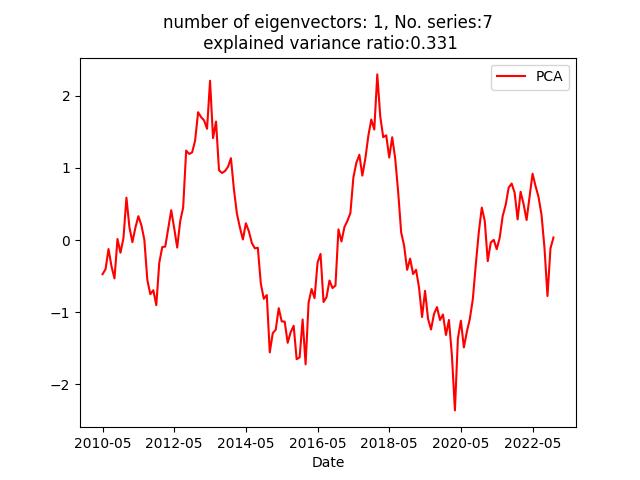 number of eigenvectors: 1, No. series:7
explained variance ratio:0.331
PCA
2
1
0
−1
−2
2010-05 2012-05 2014-05 2016-05 2018-05 2020-05 2022-05
Date